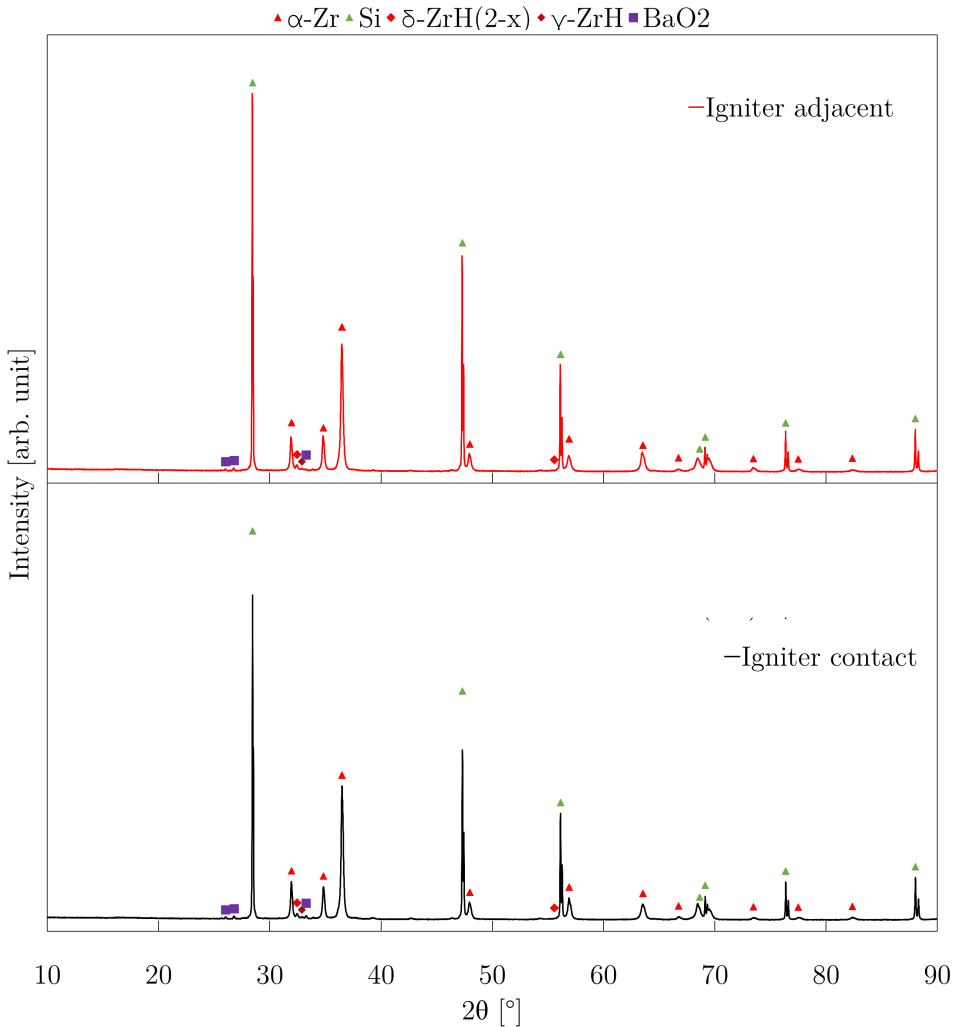 α-Zr Si δ-ZrH(2-x) γ-ZrH BaO2
Igniter adjacent
Intensity [arb. unit]
Igniter contact
10 20 30 40 50 60 70 80 90
2θ [°]